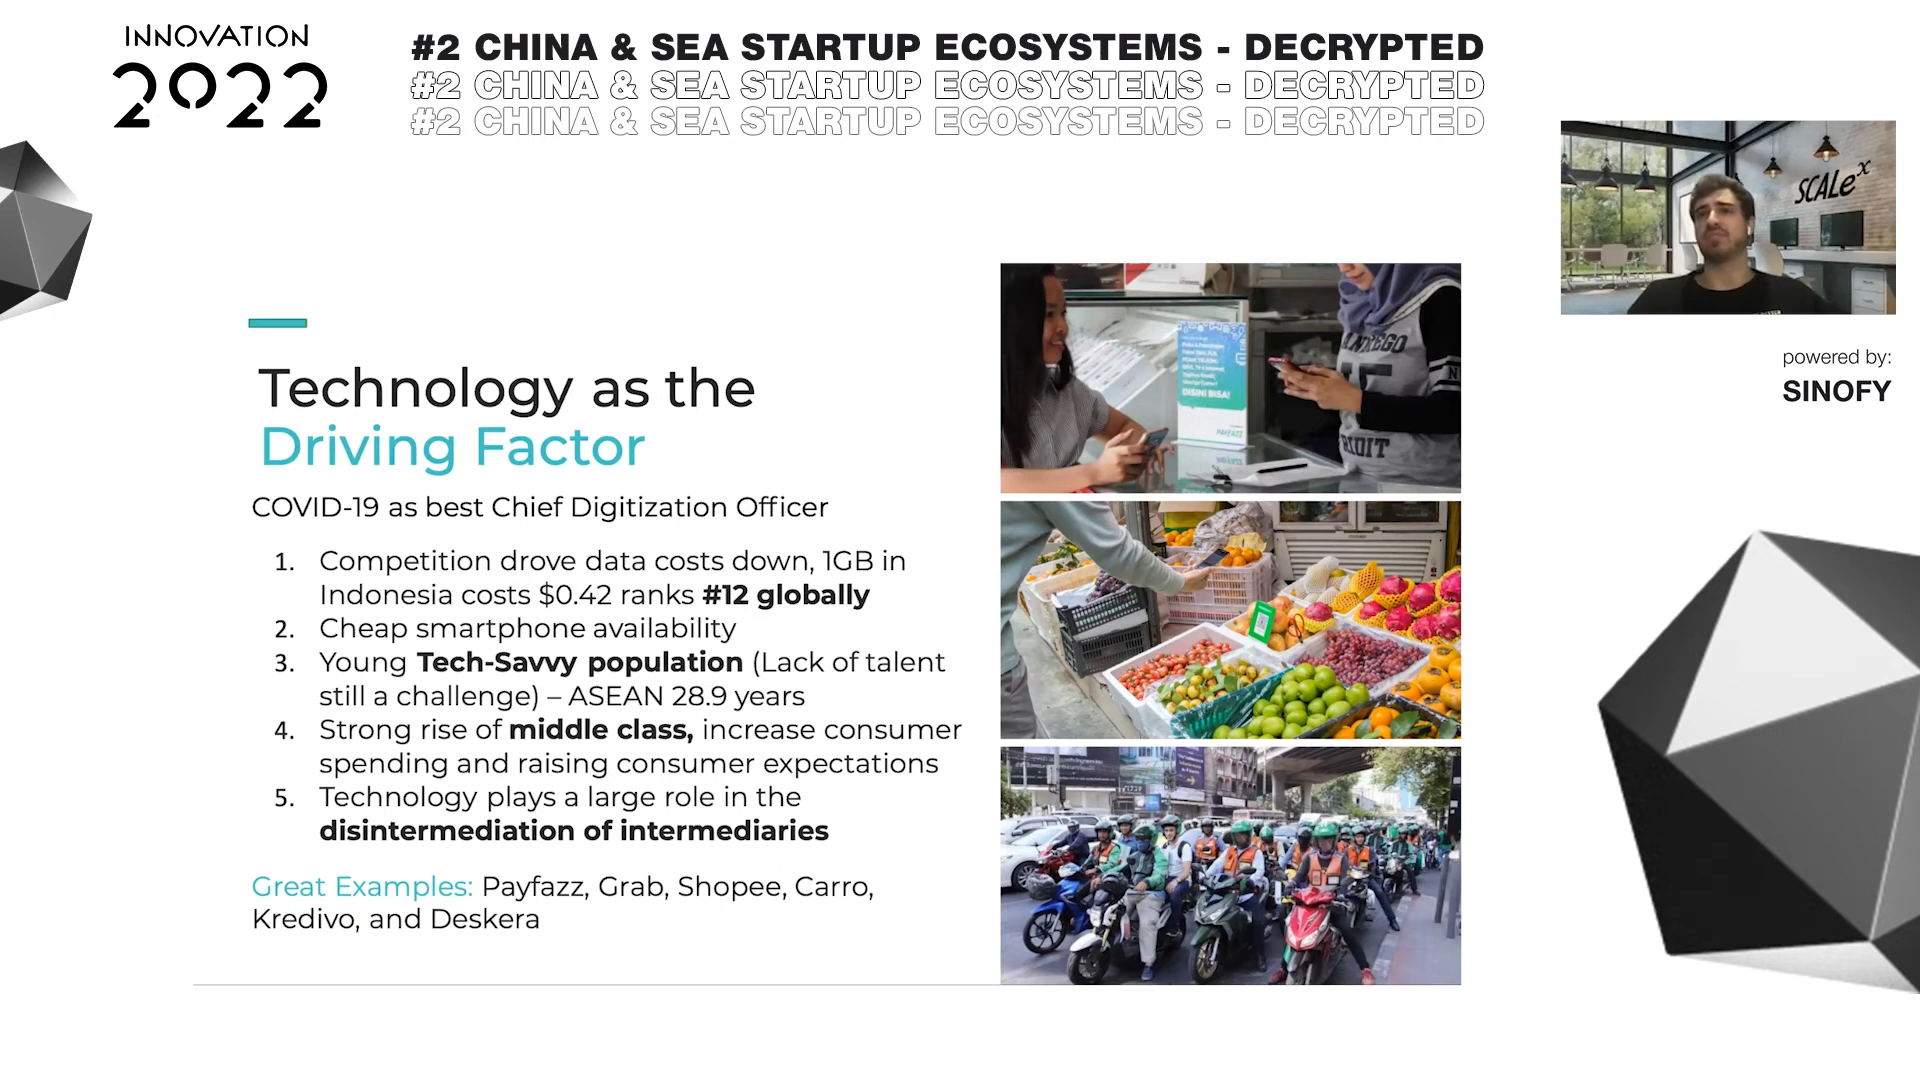 INNOVATION
2022
#2 CHINA & SEA STARTUP ECOSYSTEMS - DECRYPTED
#2 CHINA & SEA STARTUP ECOSYSTEMS - DECRYPTED
#2 CHINA & SEA STARTUP ECOSYSTEMS - DECRYPTED
SCALeˣ
powered by:
SINOFY
Technology as the
Driving Factor
COVID-19 as best Chief Digitization Officer
1. Competition drove data costs down, 1GB in
Indonesia costs $0.42 ranks #12 globally
2. Cheap smartphone availability
3. Young Tech-Savvy population (Lack of talent
still a challenge) – ASEAN 28.9 years
4. Strong rise of middle class, increase consumer
spending and raising consumer expectations
5. Technology plays a large role in the
disintermediation of intermediaries
Great Examples: Payfazz, Grab, Shopee, Carro,
Kredivo, and Deskera
DISINI BISA!
PAYFAZZ